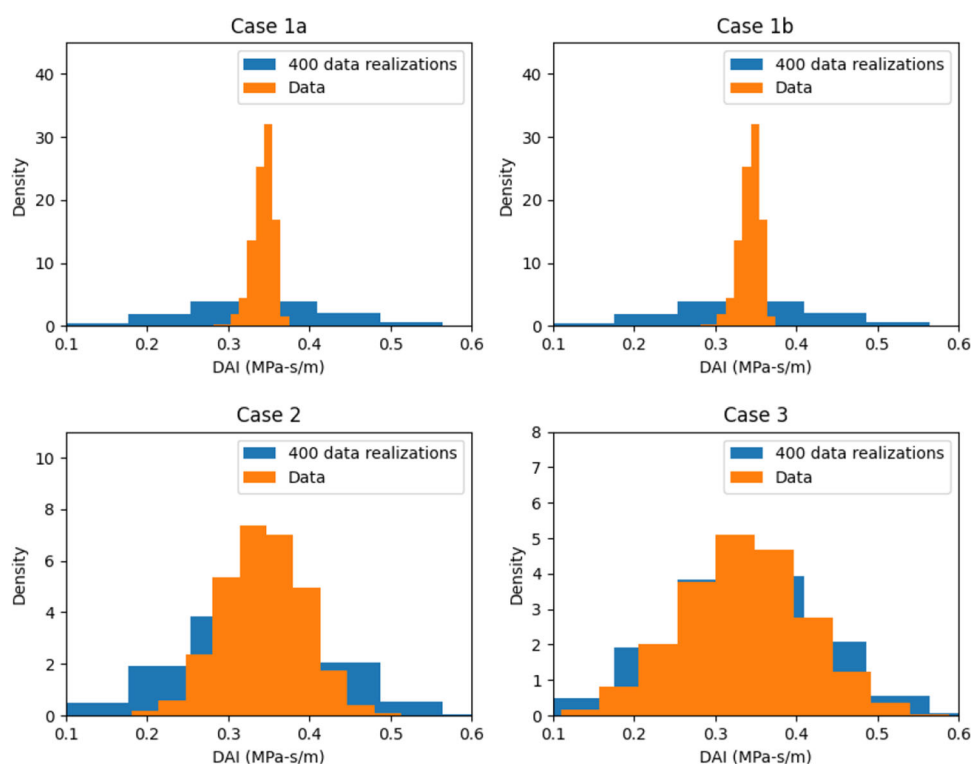 Case 1a
Density
40
30
20
10
0
400 data realizations
Data
0.1 0.2 0.3 0.4 0.5 0.6
DAI (MPa-s/m)
Case 1b
Density
40
30
20
10
0
400 data realizations
Data
0.1 0.2 0.3 0.4 0.5 0.6
DAI (MPa-s/m)
Case 2
Density
10
8
6
4
2
0
400 data realizations
Data
0.1 0.2 0.3 0.4 0.5 0.6
DAI (MPa-s/m)
Case 3
Density
8
7
6
5
4
3
2
1
0
400 data realizations
Data
0.1 0.2 0.3 0.4 0.5 0.6
DAI (MPa-s/m)